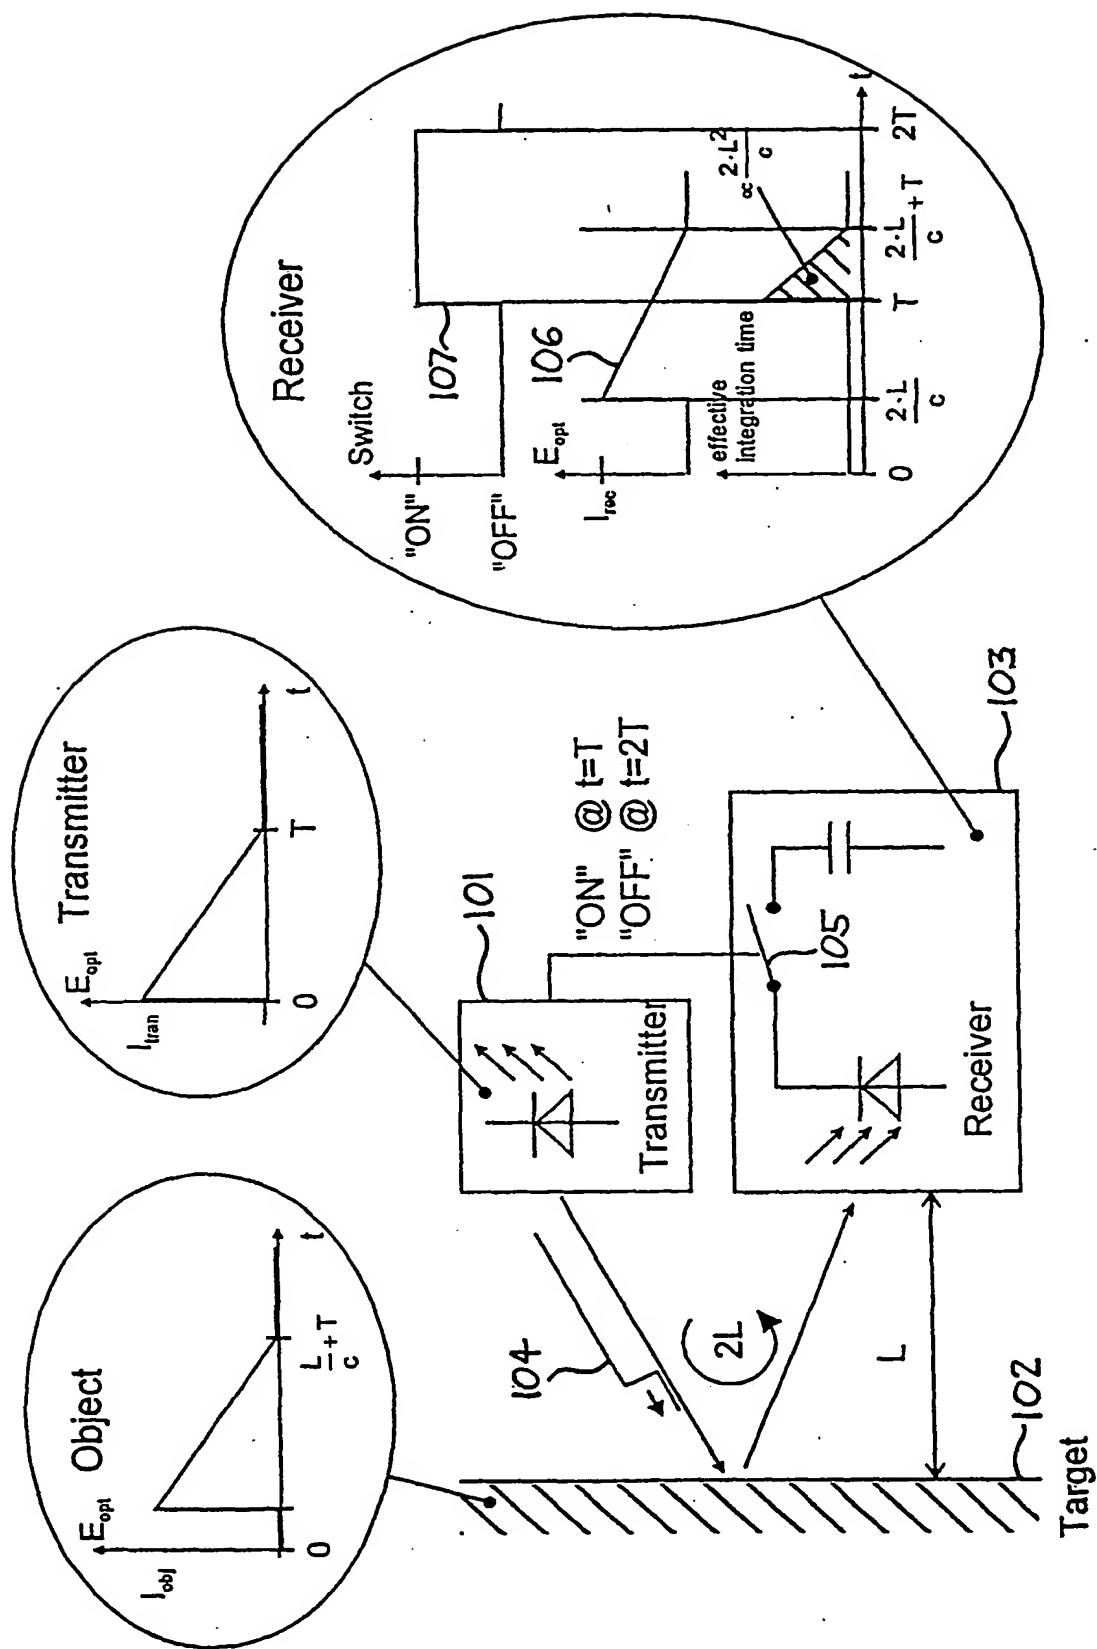 Object
E_opt
I_obj
0
L/c + T
t
Transmitter
E_opt
I_tran
0
T
t
Receiver
Switch
"ON"
"OFF"
107
E_opt
I_rec
106
effective
integration time
∝ 2·L²/c
0
2·L/c
T
2·L/c + T
2T
t
101
Transmitter
"ON" @ t=T
"OFF" @ t=2T
104
2L
L
105
Receiver
103
102
Target